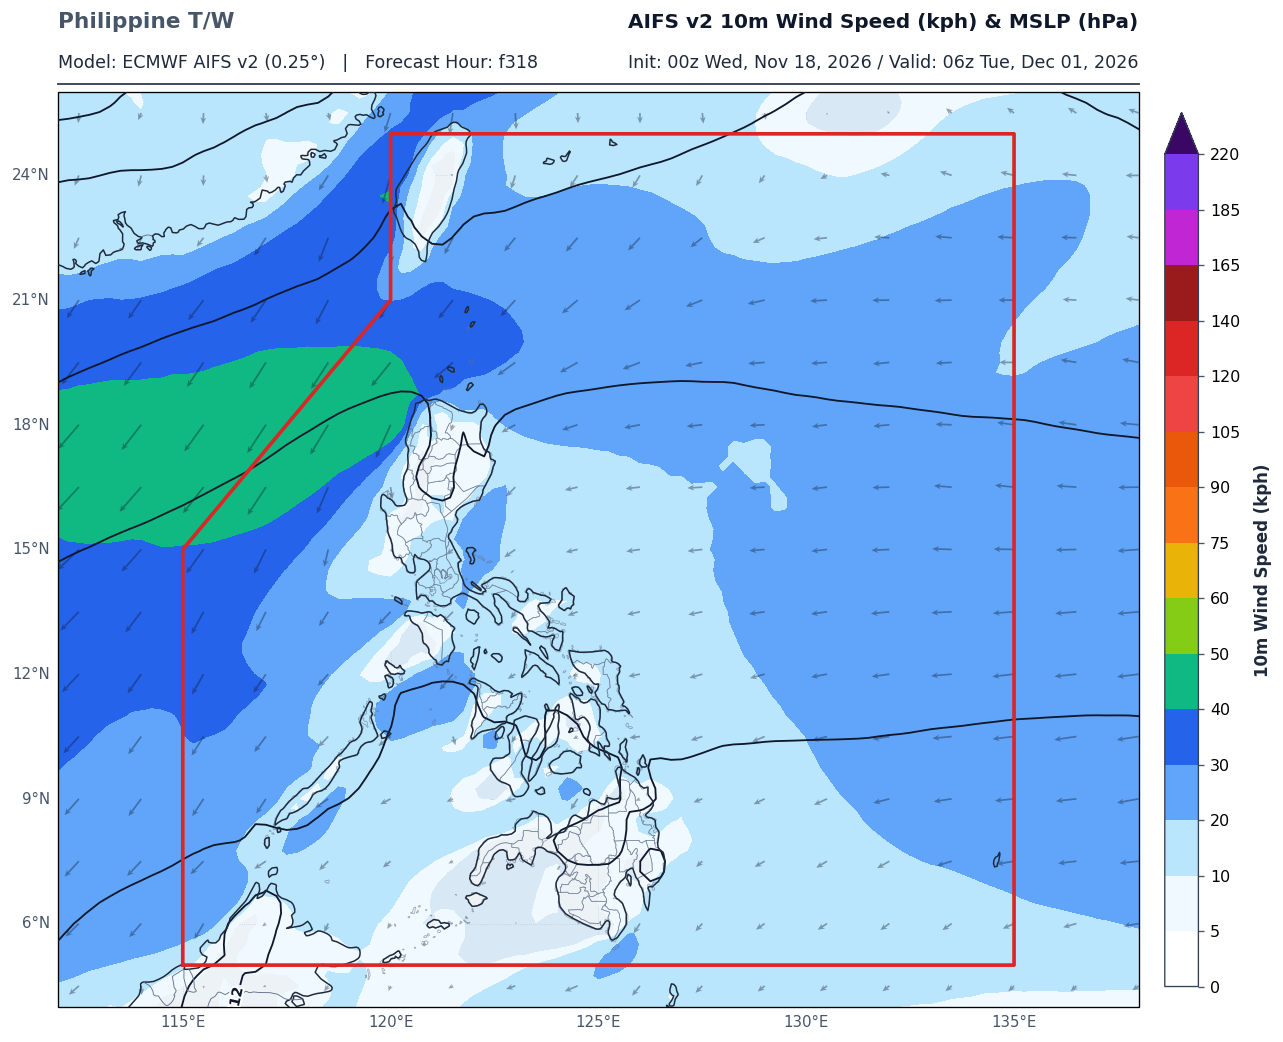 Philippine T/W
AIFS v2 10m Wind Speed (kph) & MSLP (hPa)
Model: ECMWF AIFS v2 (0.25°) | Forecast Hour: f318
Init: 00z Wed, Nov 18, 2026 / Valid: 06z Tue, Dec 01, 2026
24°N
21°N
18°N
15°N
12°N
9°N
6°N
115°E
120°E
125°E
130°E
135°E
12
220
185
165
140
120
105
90
75
60
50
40
30
20
10
5
0
10m Wind Speed (kph)